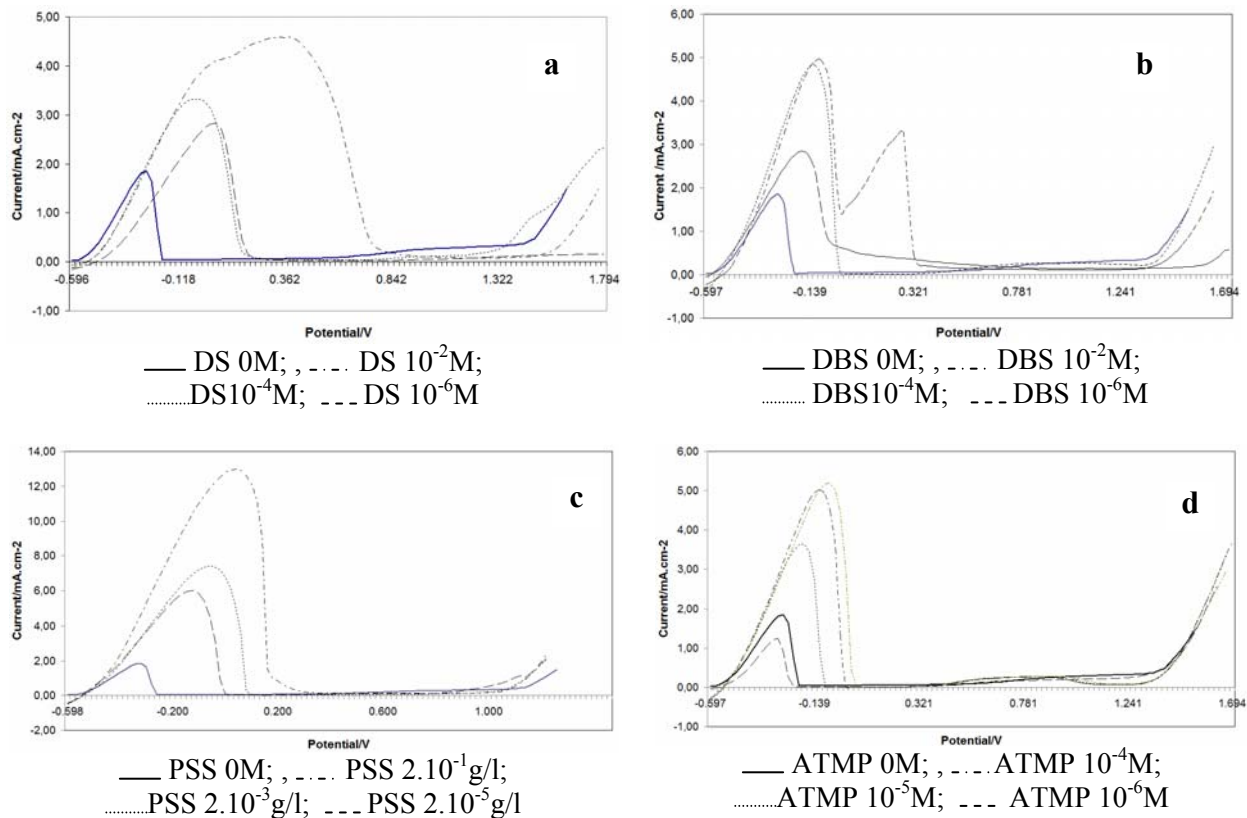 a
5,00
4,00
3,00
2,00
1,00
0,00
-1,00
Current/mA.cm-2
-0.596 -0.118 0.362 0.842 1.322 1.794
Potential/V
DS 0M; , DS 10-2M;
DS10-4M; DS 10-6M
b
6,00
5,00
4,00
3,00
2,00
1,00
0,00
-1,00
Current /mA.cm-2
-0.597 -0.139 0.321 0.781 1.241 1.694
Potential/V
DBS 0M; , DBS 10-2M;
DBS10-4M; DBS 10-6M
c
14,00
12,00
10,00
8,00
6,00
4,00
2,00
0,00
-2,00
Current/mA.cm-2
-0.598 -0.200 0.200 0.600 1.000
Potential/V
PSS 0M; , PSS 2.10-1g/l;
PSS 2.10-3g/l; PSS 2.10-5g/l
d
6,00
5,00
4,00
3,00
2,00
1,00
0,00
-1,00
Current/mA.cm-2
-0.597 -0.139 0.321 0.781 1.241 1.694
Potential/V
ATMP 0M; , ATMP 10-4M;
ATMP 10-5M; ATMP 10-6M